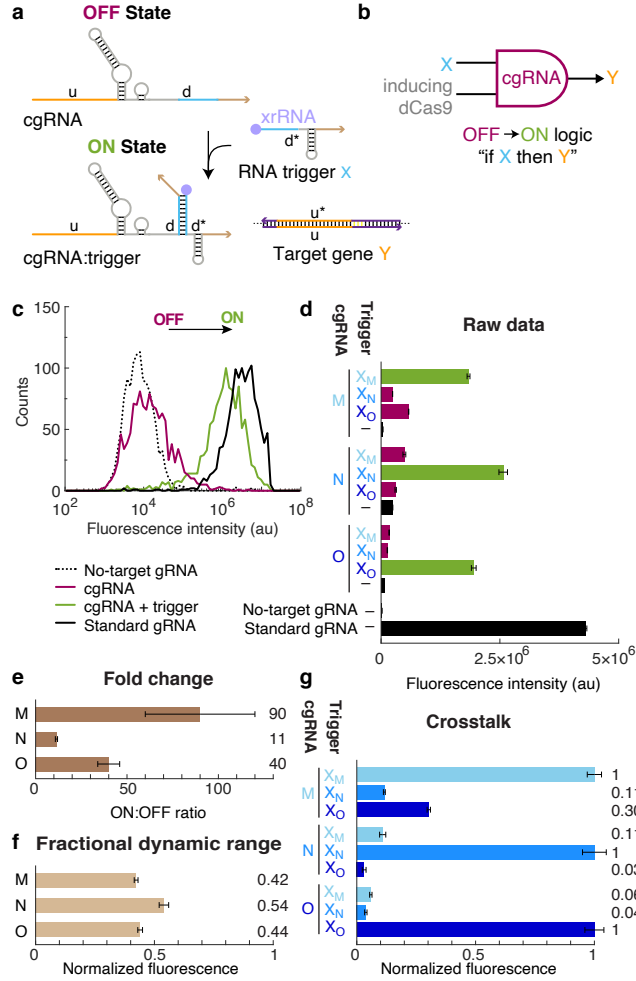 a
OFF State
u
d
cgRNA
xrRNA
d*
RNA trigger X
ON State
u
d
d*
cgRNA:trigger
u*
u
Target gene Y
b
X
inducing
dCas9
cgRNA
Y
OFF→ON logic
“if X then Y”
c
OFF
ON
Counts
150
100
50
0
10²
10⁴
10⁶
10⁸
Fluorescence intensity (au)
No-target gRNA
cgRNA
cgRNA + trigger
Standard gRNA
d
cgRNA
Trigger
Raw data
M
X_M
X_N
X_O
–
N
X_M
X_N
X_O
–
O
X_M
X_N
X_O
–
No-target gRNA –
Standard gRNA –
0
2.5×10⁶
5×10⁶
Fluorescence intensity (au)
e
Fold change
M
90
N
11
O
40
0
100
ON:OFF ratio
f
Fractional dynamic range
M
0.42
N
0.54
O
0.44
0
0.5
1
Normalized fluorescence
g
cgRNA
Trigger
Crosstalk
M
X_M
1
X_N
0.11
X_O
0.30
N
X_M
0.11
X_N
1
X_O
0.03
O
X_M
0.06
X_N
0.04
X_O
1
0
0.5
1
Normalized fluorescence